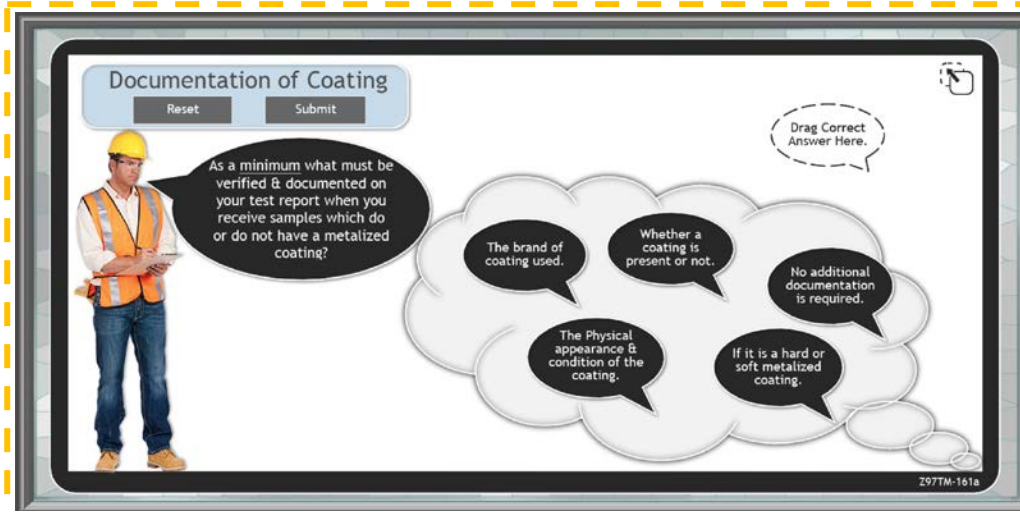 Documentation of Coating
Reset
Submit
As a minimum what must be
verified & documented on
your test report when you
receive samples which do
or do not have a metalized
coating?
Drag Correct
Answer Here.
The brand of
coating used.
Whether a
coating is
present or not.
No additional
documentation
is required.
The Physical
appearance &
condition of the
coating.
If it is a hard or
soft metalized
coating.
Z97TM-161a